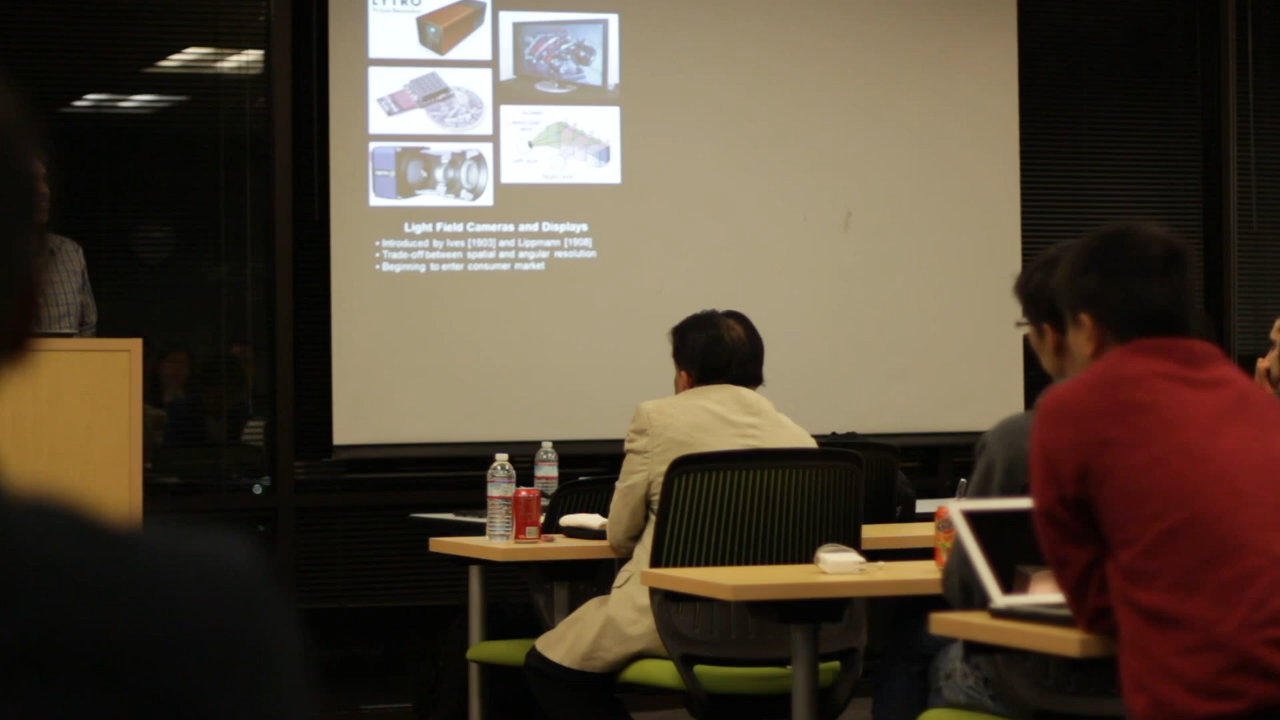 LYTRO
Light Field Cameras and Displays
• Introduced by Ives [1903] and Lippmann [1908]
• Trade-off between spatial and angular resolution
• Beginning to enter consumer market